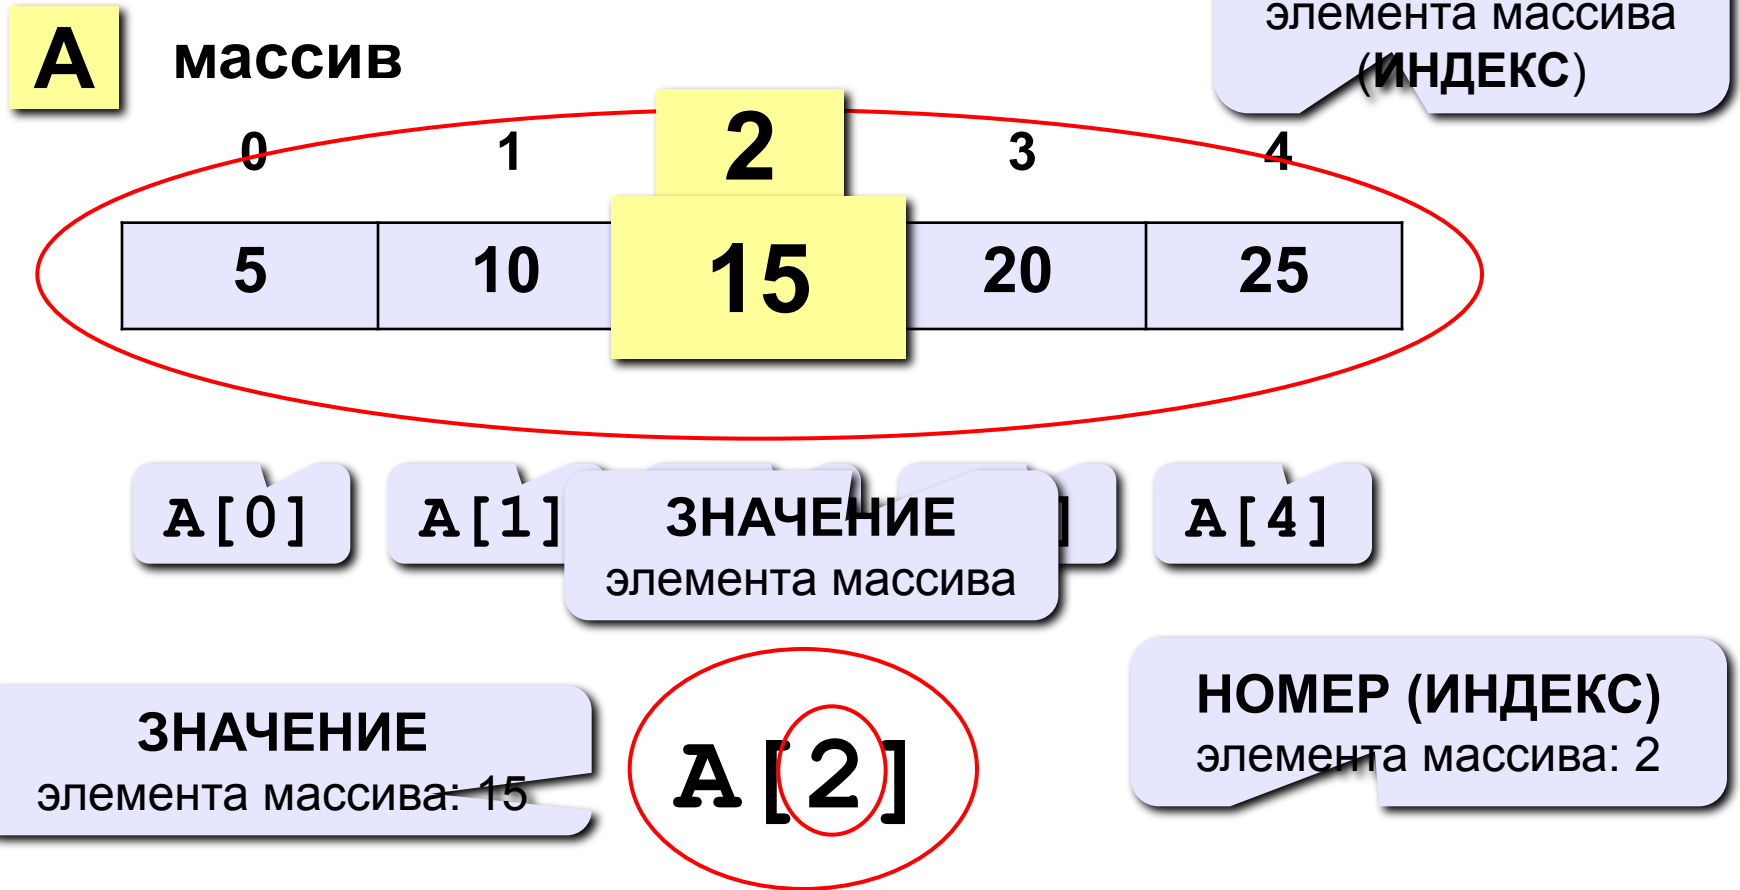 A массив
элемента массива
(ИНДЕКС)
0 1 2 3 4
5 10 15 20 25
A[0] A[1] ] A[4]
ЗНАЧЕНИЕ
элемента массива
ЗНАЧЕНИЕ
элемента массива: 15
A[2]
НОМЕР (ИНДЕКС)
элемента массива: 2